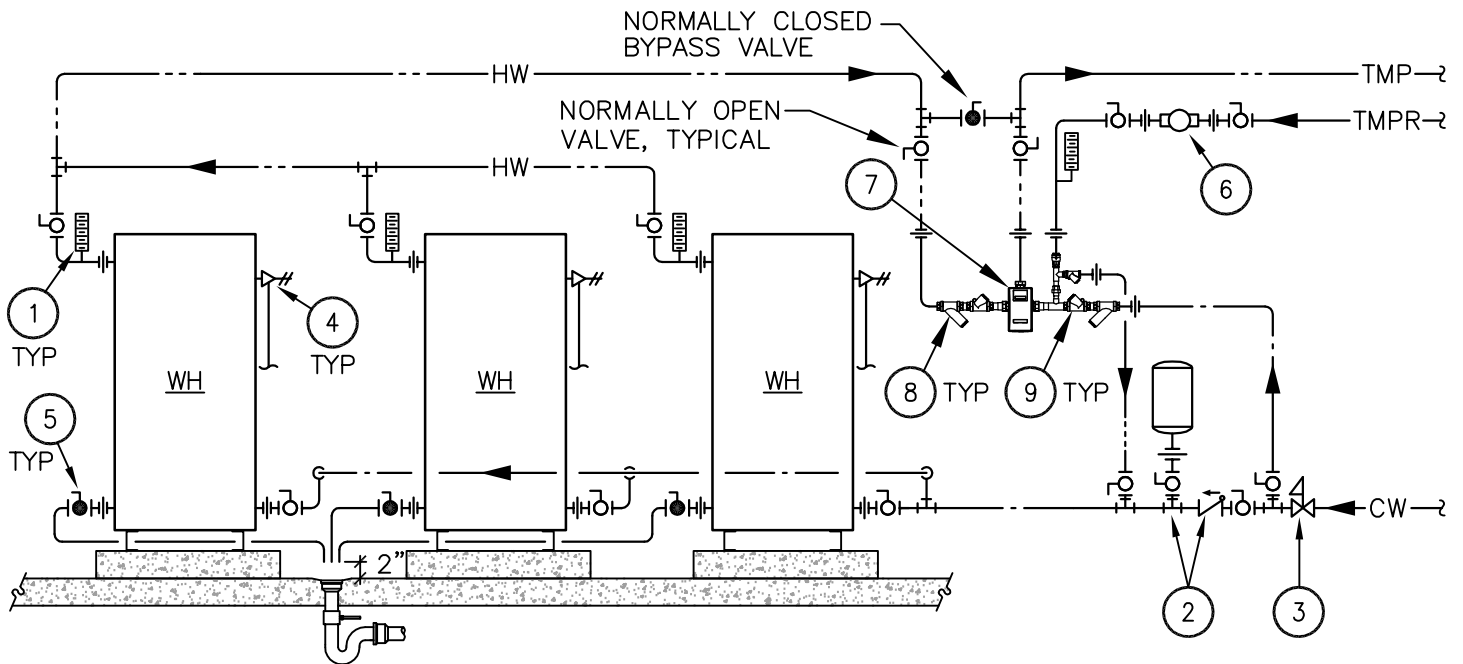 NORMALLY CLOSED
BYPASS VALVE
HW
TMP
NORMALLY OPEN
VALVE, TYPICAL
TMPR
HW
7
6
1
TYP
4
TYP
WH
WH
WH
8 TYP
9 TYP
5
TYP
CW
2"
2
3